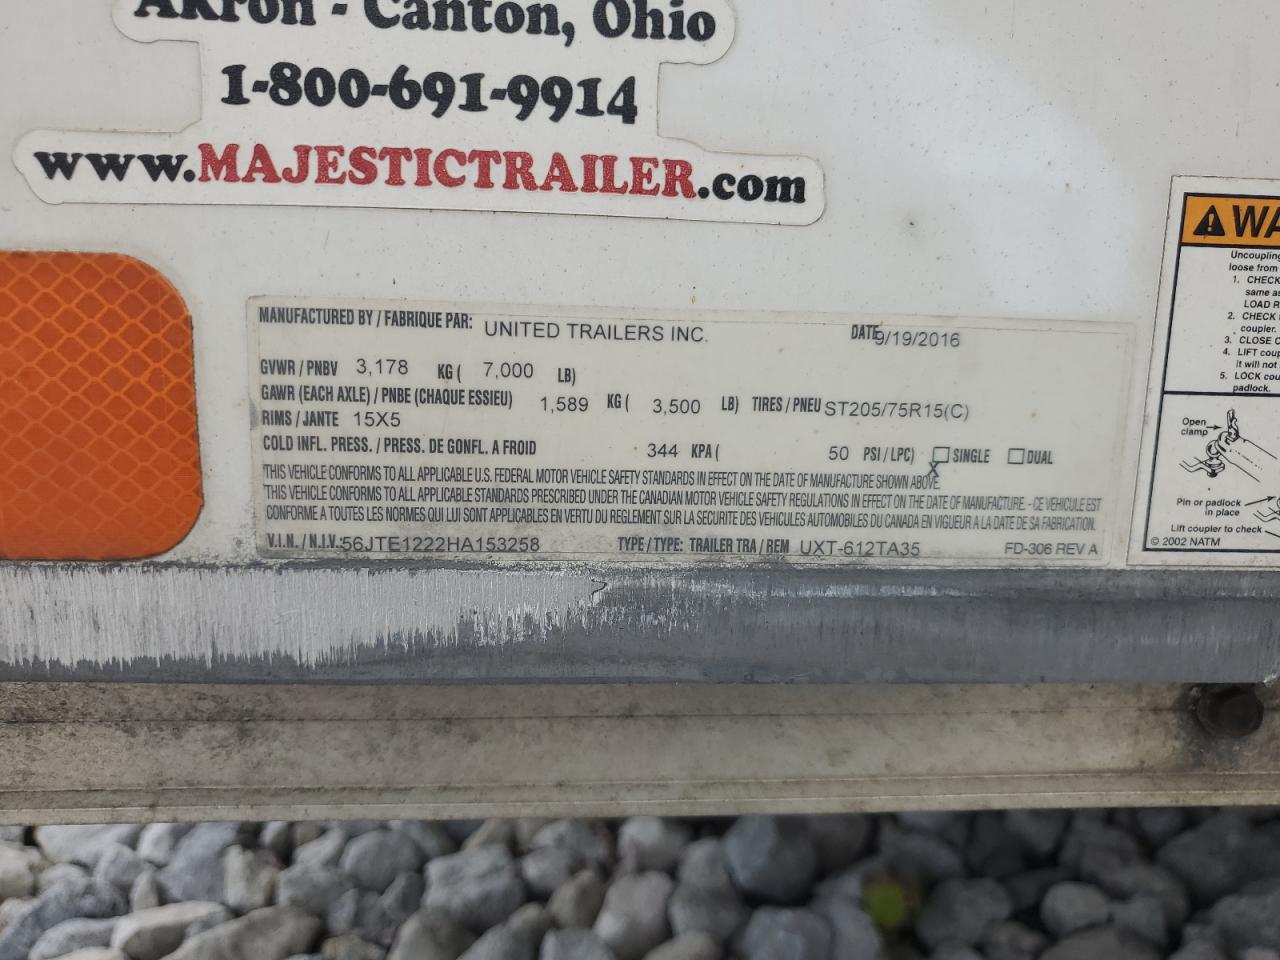 Akron - Canton, Ohio
1-800-691-9914
www.MAJESTICTRAILER.com
MANUFACTURED BY / FABRIQUE PAR: UNITED TRAILERS INC. DATE 9/19/2016
GVWR / PNBV 3,178 KG ( 7,000 LB)
GAWR (EACH AXLE) / PNBE (CHAQUE ESSIEU) 1,589 KG ( 3,500 LB) TIRES / PNEU ST205/75R15(C)
RIMS / JANTE 15X5
COLD INFL. PRESS. / PRESS. DE GONFL. A FROID 344 KPA ( 50 PSI / LPC) SINGLE DUAL
X
THIS VEHICLE CONFORMS TO ALL APPLICABLE U.S. FEDERAL MOTOR VEHICLE SAFETY STANDARDS IN EFFECT ON THE DATE OF MANUFACTURE SHOWN ABOVE.
THIS VEHICLE CONFORMS TO ALL APPLICABLE STANDARDS PRESCRIBED UNDER THE CANADIAN MOTOR VEHICLE SAFETY REGULATIONS IN EFFECT ON THE DATE OF MANUFACTURE - CE VEHICULE EST
CONFORME A TOUTES LES NORMES QUI LUI SONT APPLICABLES EN VERTU DU REGLEMENT SUR LA SECURITE DES VEHICULES AUTOMOBILES DU CANADA EN VIGUEUR A LA DATE DE SA FABRICATION.
V.I.N. / N.I.V.: 56JTE1222HA153258 TYPE / TYPE: TRAILER TRA / REM UXT-612TA35 FD-306 REV A
WA
Uncoupling
loose from
1. CHECK
same as
LOAD R
2. CHECK
coupler.
3. CLOSE C
4. LIFT coup
it will not
5. LOCK cou
padlock.
Open
clamp
Pin or padlock
in place
Lift coupler to check
© 2002 NATM